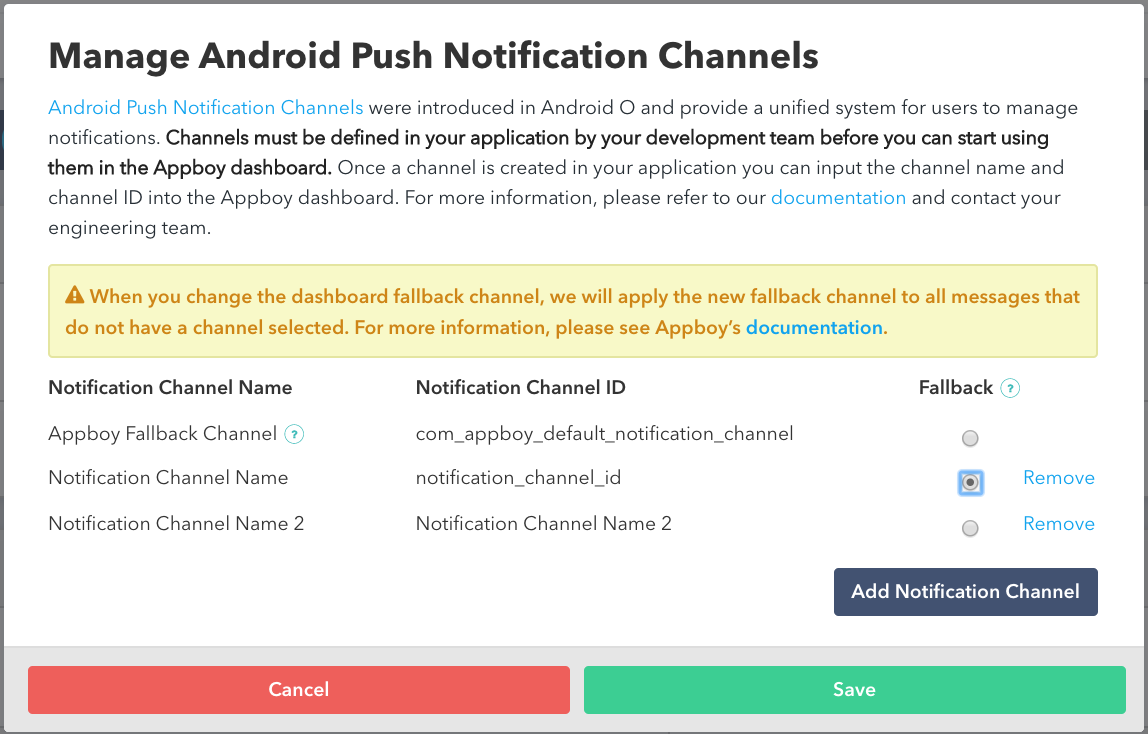 Manage Android Push Notification Channels
Android Push Notification Channels were introduced in Android O and provide a unified system for users to manage
notifications. Channels must be defined in your application by your development team before you can start using
them in the Appboy dashboard. Once a channel is created in your application you can input the channel name and
channel ID into the Appboy dashboard. For more information, please refer to our documentation and contact your
engineering team.
When you change the dashboard fallback channel, we will apply the new fallback channel to all messages that
do not have a channel selected. For more information, please see Appboy’s documentation.
Notification Channel Name Notification Channel ID Fallback ?
Appboy Fallback Channel ? com_appboy_default_notification_channel
Notification Channel Name notification_channel_id Remove
Notification Channel Name 2 Notification Channel Name 2 Remove
Add Notification Channel
Cancel Save